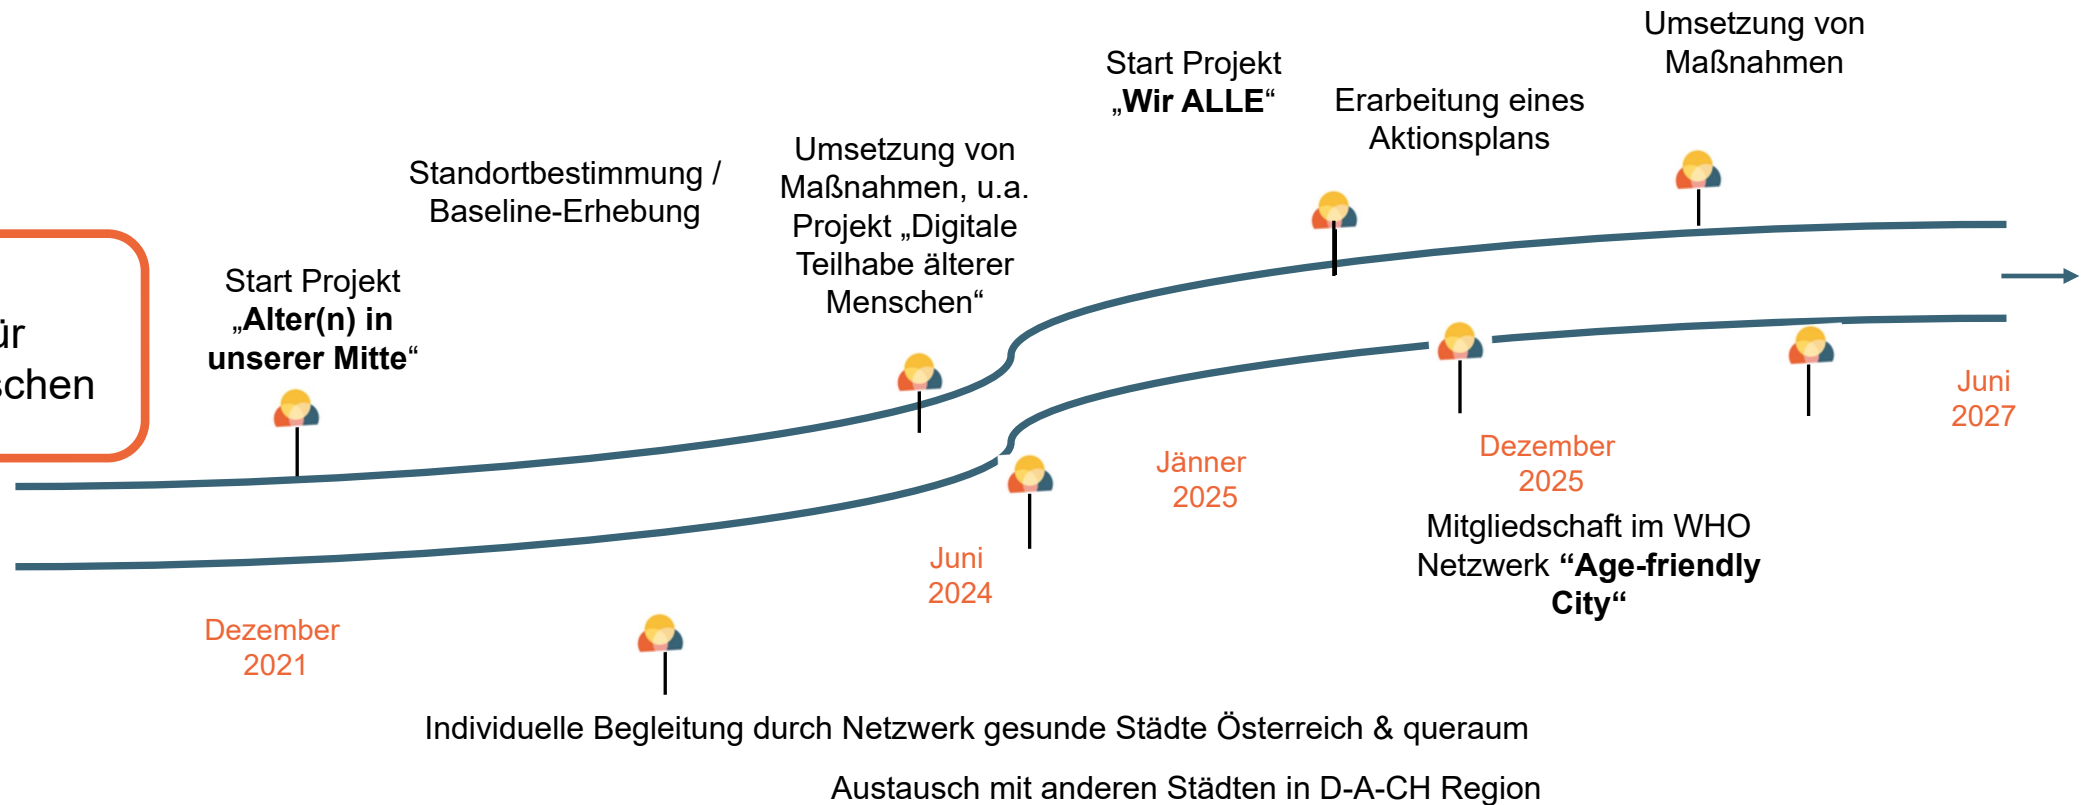 Umsetzung von
Maßnahmen
Start Projekt
„Wir ALLE“
Erarbeitung eines
Aktionsplans
Umsetzung von
Maßnahmen, u.a.
Projekt „Digitale
Teilhabe älterer
Menschen“
Standortbestimmung /
Baseline-Erhebung
Start Projekt
„Alter(n) in
unserer Mitte“
Juni
2027
Dezember
2025
Jänner
2025
Mitgliedschaft im WHO
Netzwerk “Age-friendly
City“
Juni
2024
Dezember
2021
Individuelle Begleitung durch Netzwerk gesunde Städte Österreich & queraum
Austausch mit anderen Städten in D-A-CH Region